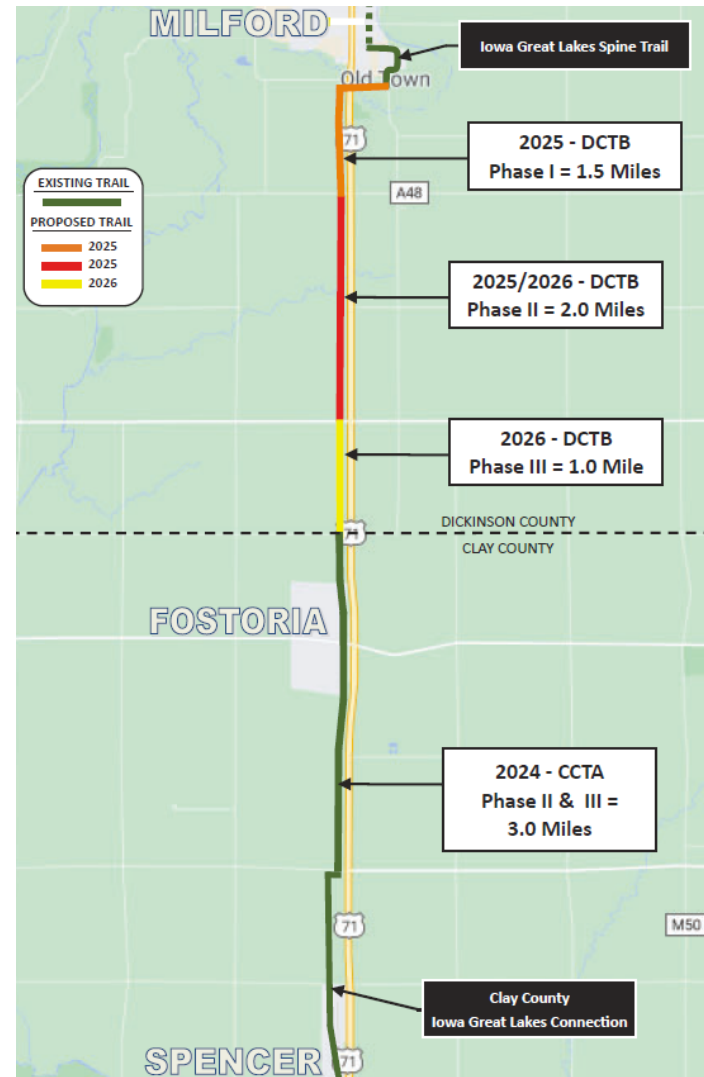 MILFORD
Iowa Great Lakes Spine Trail
Old Town
71
2025 - DCTB
Phase I = 1.5 Miles
A48
EXISTING TRAIL
PROPOSED TRAIL
2025
2025
2026
2025/2026 - DCTB
Phase II = 2.0 Miles
2026 - DCTB
Phase III = 1.0 Mile
DICKINSON COUNTY
71
CLAY COUNTY
FOSTORIA
2024 - CCTA
Phase II & III =
3.0 Miles
71
M50
Clay County
Iowa Great Lakes Connection
SPENCER
71